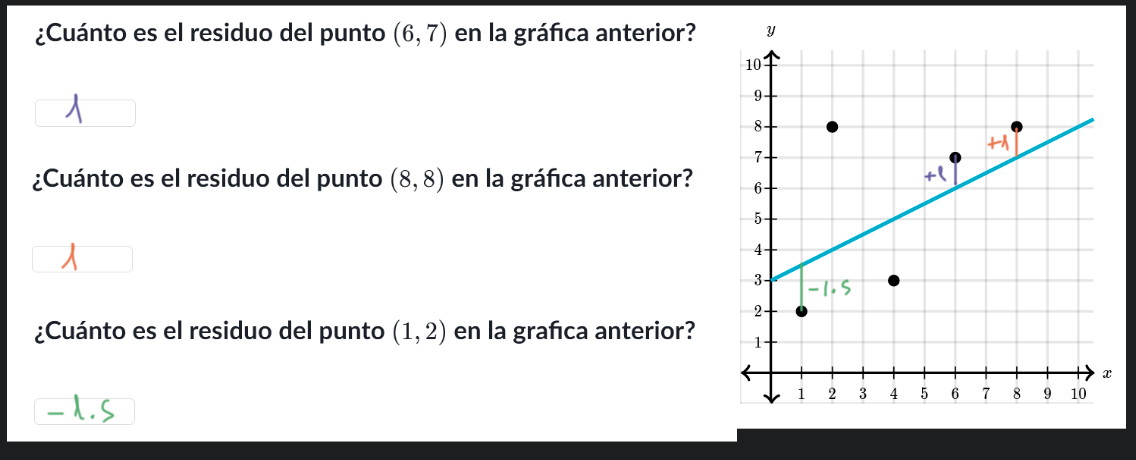 ¿Cuánto es el residuo del punto (6, 7) en la gráfica anterior?
1
¿Cuánto es el residuo del punto (8, 8) en la gráfica anterior?
1
¿Cuánto es el residuo del punto (1, 2) en la grafica anterior?
-1.5
y
10
9
8
7
6
5
4
3
2
1
+1
+1
-1.5
1 2 3 4 5 6 7 8 9 10
x